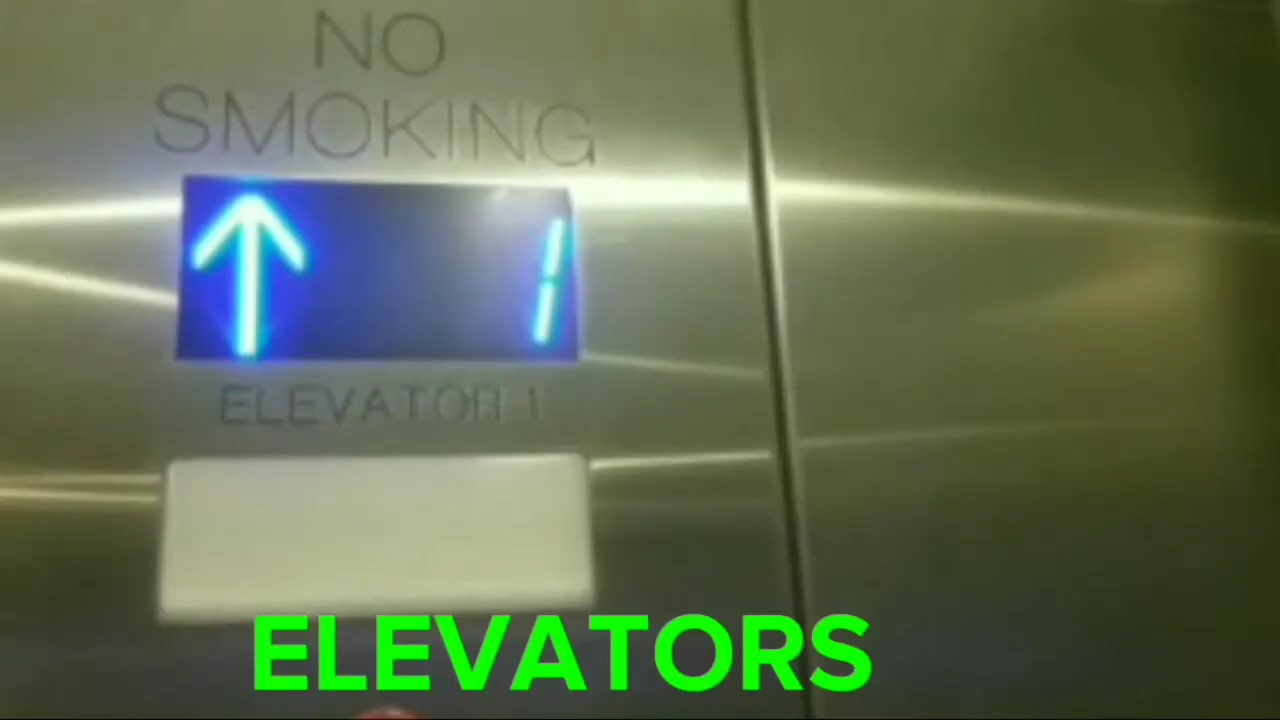 NO
SMOKING
1
ELEVATOR 1
ELEVATORS